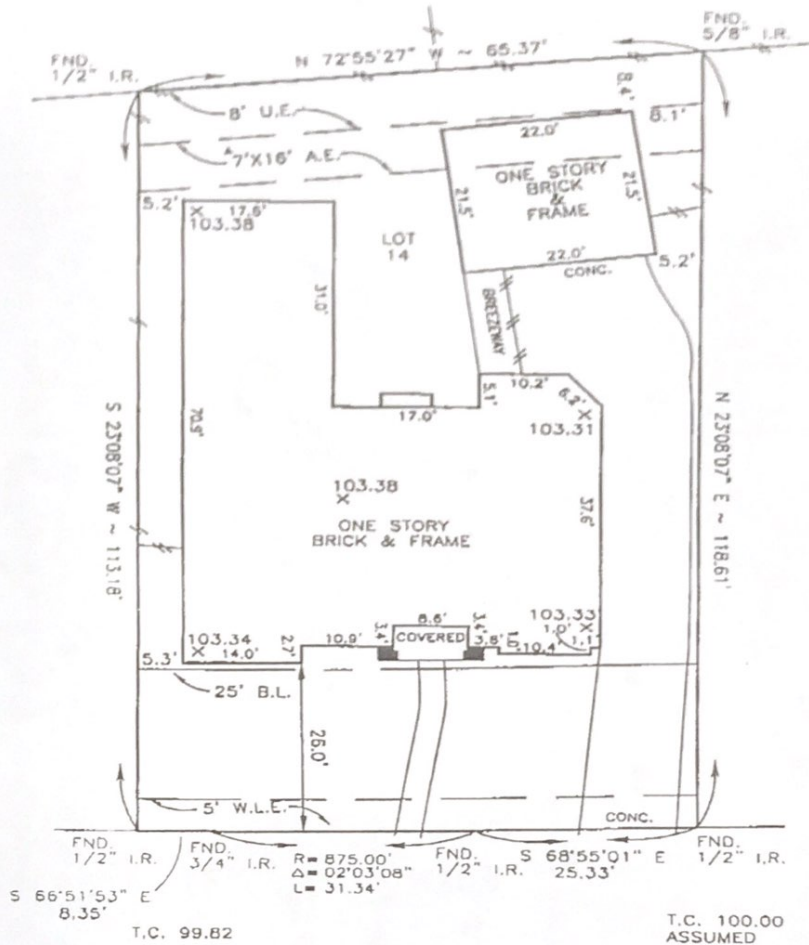 FND.
1/2" I.R.
N 72°55'27" W ~ 65.37'
FND.
5/8" I.R.
8' U.E.
7'X16' A.E.
8.4'
8.1'
22.0'
ONE STORY
BRICK
&
FRAME
21.5'
21.5'
22.0'
CONC.
5.2'
5.2'
17.6'
103.38
LOT
14
31.0'
BREEZEWAY
10.2'
5.1'
6.2'
103.31
17.0'
70.9'
S 23°08'07" W ~ 113.18'
N 23°08'07" E ~ 118.61'
103.38
ONE STORY
BRICK & FRAME
37.6'
103.34
14.0'
2.7'
10.9'
3.4'
8.6'
COVERED
3.4'
3.8'
1.0'
10.4'
103.33
1.0'
1.1'
5.3'
25' B.L.
26.0'
5' W.L.E.
CONC.
FND.
1/2" I.R.
FND.
3/4" I.R.
R= 875.00'
Δ= 02°03'08"
L= 31.34'
FND.
1/2" I.R.
S 68°55'01" E
25.33'
FND.
1/2" I.R.
S 66°51'53" E
8.35'
T.C. 99.82
T.C. 100.00
ASSUMED